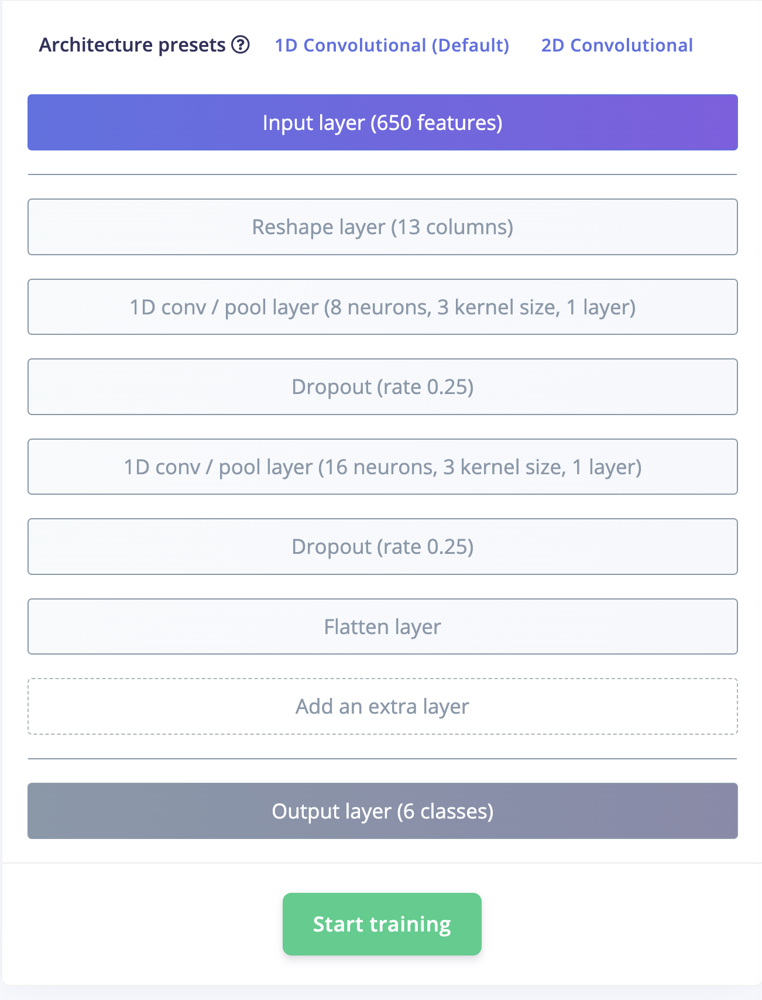 Architecture presets ? 1D Convolutional (Default) 2D Convolutional
Input layer (650 features)
Reshape layer (13 columns)
1D conv / pool layer (8 neurons, 3 kernel size, 1 layer)
Dropout (rate 0.25)
1D conv / pool layer (16 neurons, 3 kernel size, 1 layer)
Dropout (rate 0.25)
Flatten layer
Add an extra layer
Output layer (6 classes)
Start training